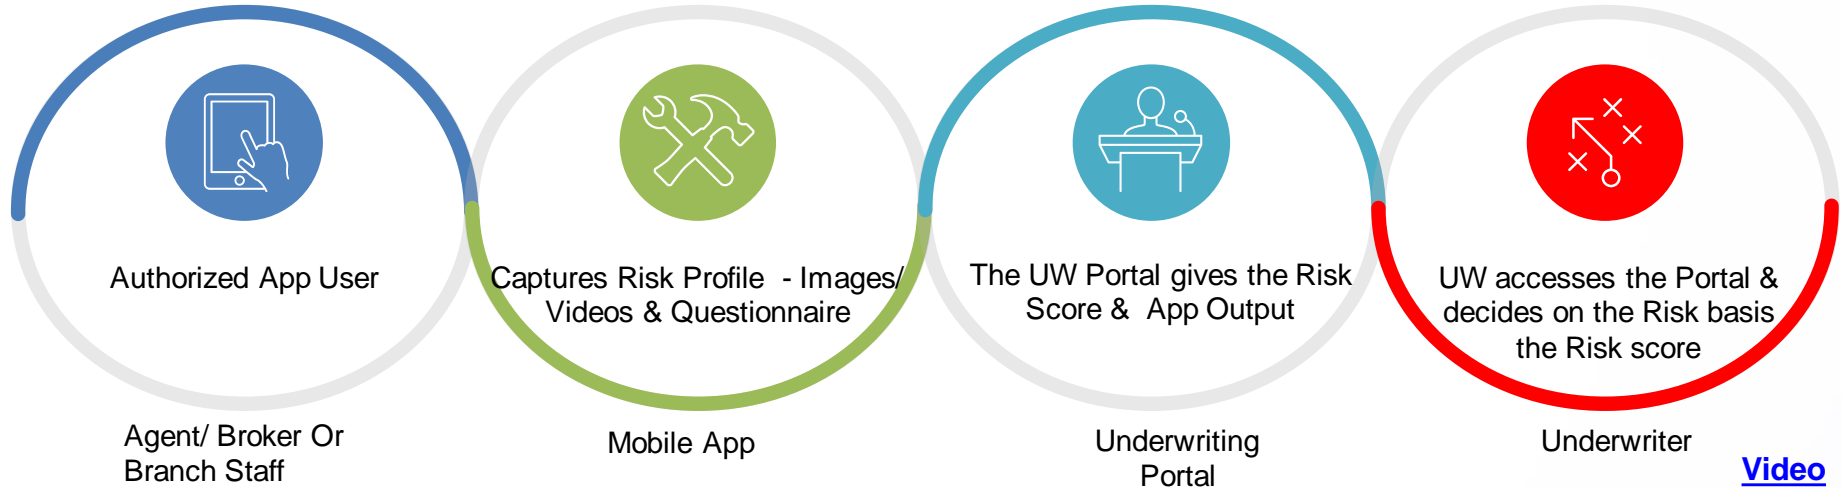 Authorized App User
Captures Risk Profile - Images/
Videos & Questionnaire
The UW Portal gives the Risk
Score & App Output
UW accesses the Portal &
decides on the Risk basis
the Risk score
Agent/ Broker Or
Branch Staff
Mobile App
Underwriting
Portal
Underwriter
Video